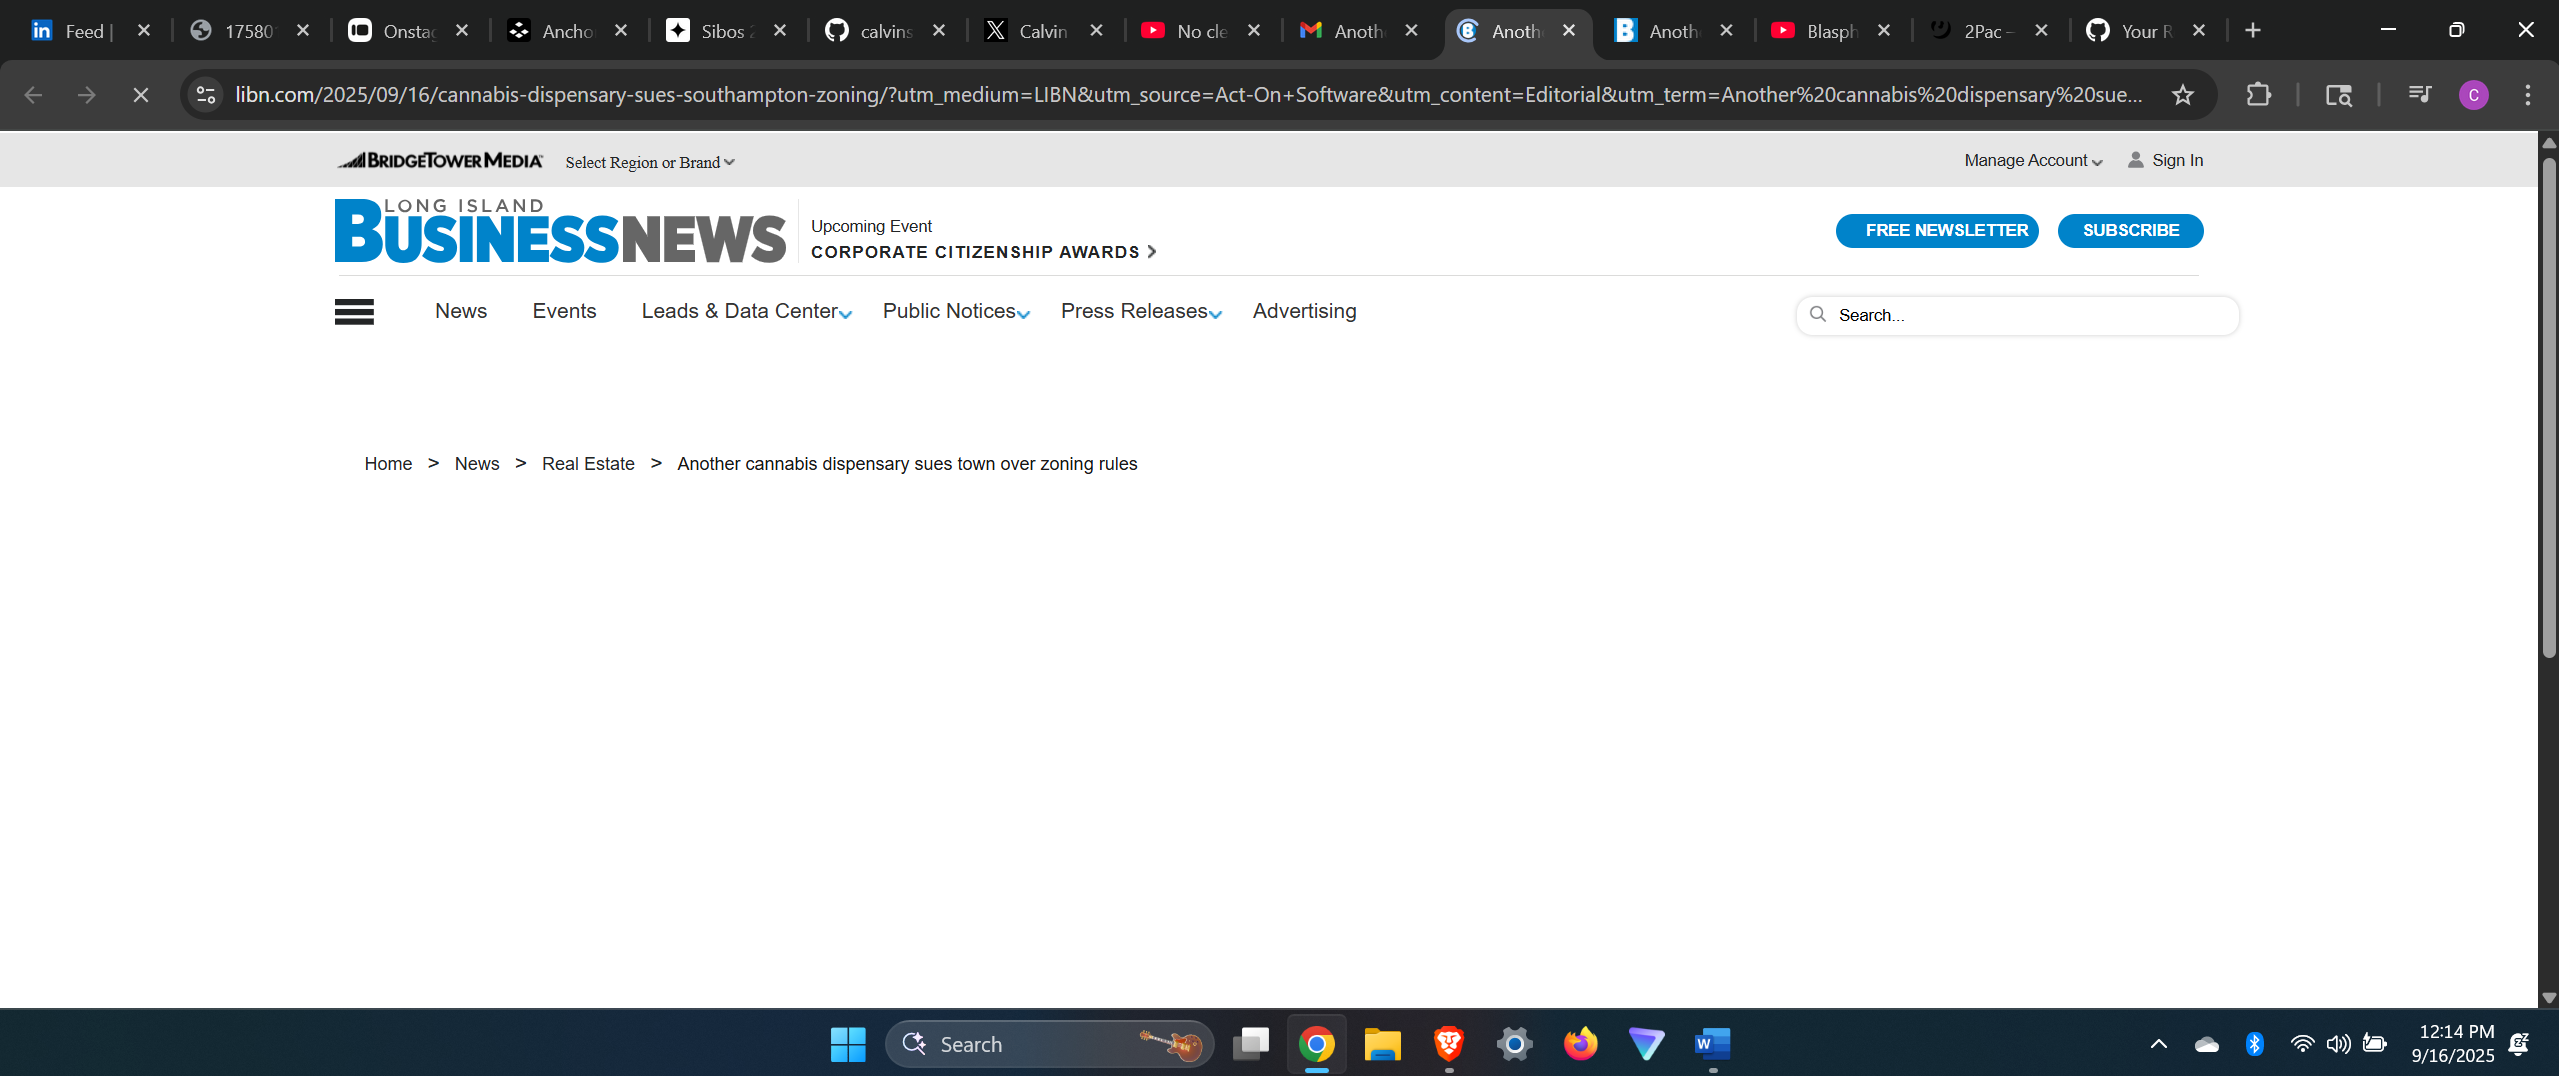 Feed |
17580
Onstag
Ancho
Sibos 2
calvins
Calvin
No cle
Anoth
Anoth
Anoth
Blasph
2Pac –
Your R
libn.com/2025/09/16/cannabis-dispensary-sues-southampton-zoning/?utm_medium=LIBN&utm_source=Act-On+Software&utm_content=Editorial&utm_term=Another%20cannabis%20dispensary%20sue...
C
BRIDGETOWER MEDIA
Select Region or Brand
Manage Account
Sign In
LONG ISLAND
BUSINESSNEWS
Upcoming Event
CORPORATE CITIZENSHIP AWARDS
FREE NEWSLETTER
SUBSCRIBE
News
Events
Leads & Data Center
Public Notices
Press Releases
Advertising
Search...
Home > News > Real Estate > Another cannabis dispensary sues town over zoning rules
Search
12:14 PM
9/16/2025